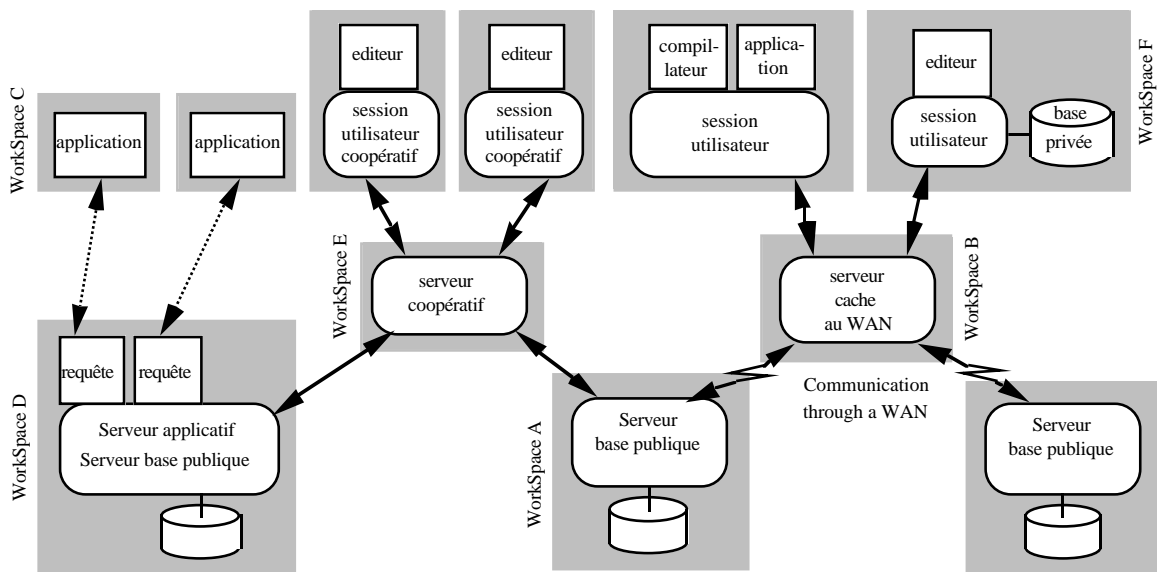 WorkSpace C
application
application
editeur
session
utilisateur
coopératif
editeur
session
utilisateur
coopératif
compil-
lateur
applica-
tion
session
utilisateur
editeur
session
utilisateur
base
privée
WorkSpace F
WorkSpace E
serveur
coopératif
serveur
cache
au WAN
WorkSpace B
WorkSpace D
requête
requête
Serveur applicatif
Serveur base publique
WorkSpace A
Serveur
base publique
Communication
through a WAN
Serveur
base publique